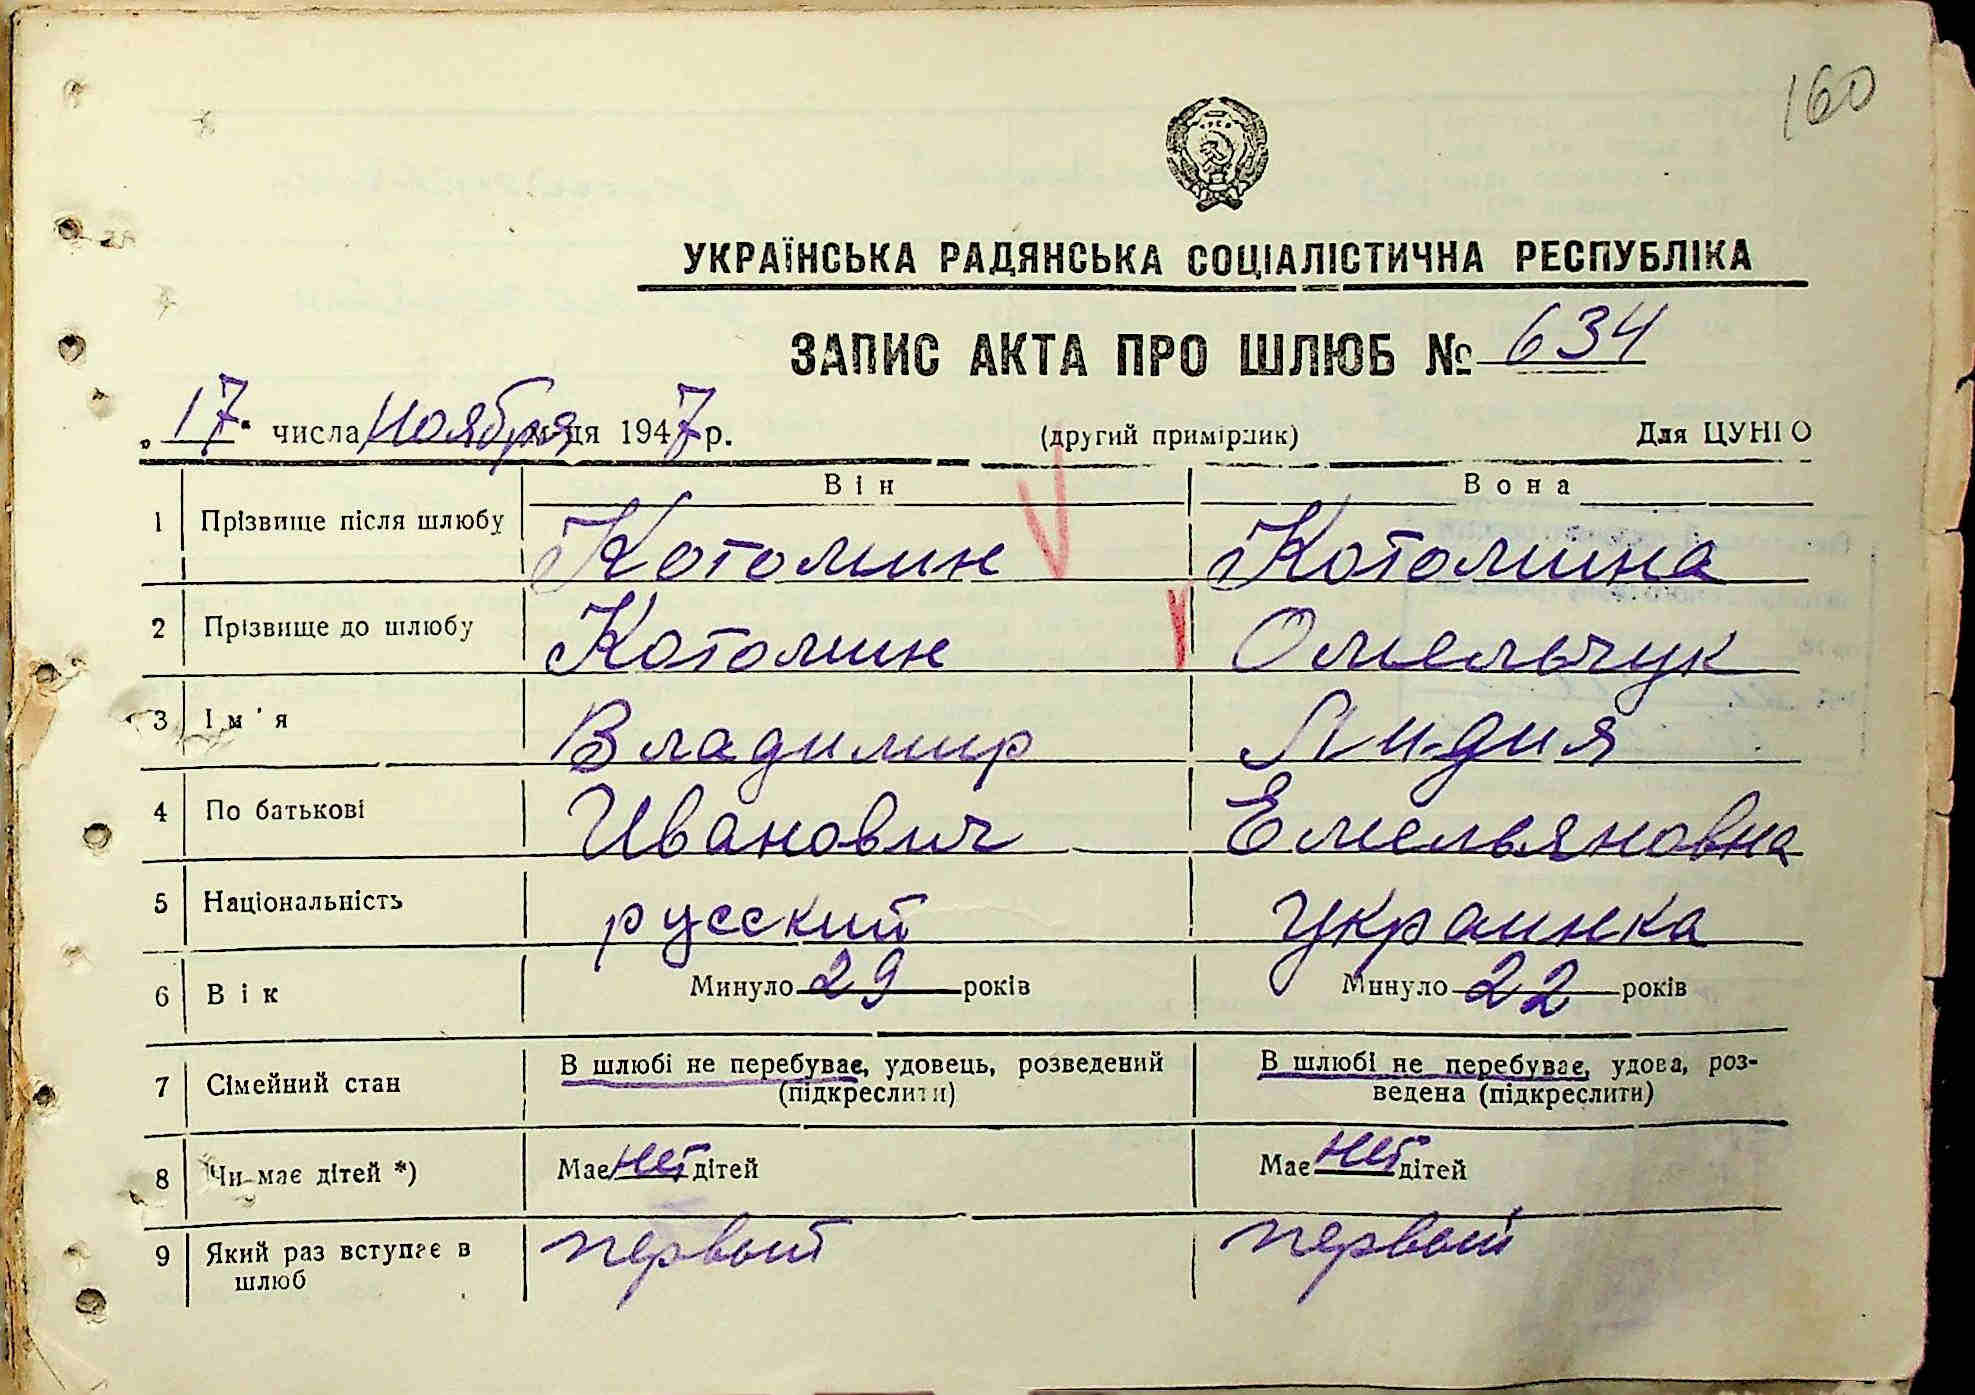 160
УКРАЇНСЬКА РАДЯНСЬКА СОЦІАЛІСТИЧНА РЕСПУБЛІКА
ЗАПИС АКТА ПРО ШЛЮБ № 634
„17“ числа ноября м-ця 1947 р. (другий примірник) Для ЦУНГО
Він Вона
1 Прізвище після шлюбу Котомин Котомина
2 Прізвище до шлюбу Котомин Омельчук
3 Ім'я Владимир Лидия
4 По батькові Иванович Емельяновна
5 Національність русский украинка
6 Вік Минуло 29 років Минуло 22 років
7 Сімейний стан В шлюбі не перебуває, удовець, розведений В шлюбі не перебуває, удова, роз-
(підкреслити) ведена (підкреслити)
8 Чи має дітей *) Має нет дітей Має нет дітей
9 Який раз вступає в первый первый
шлюб